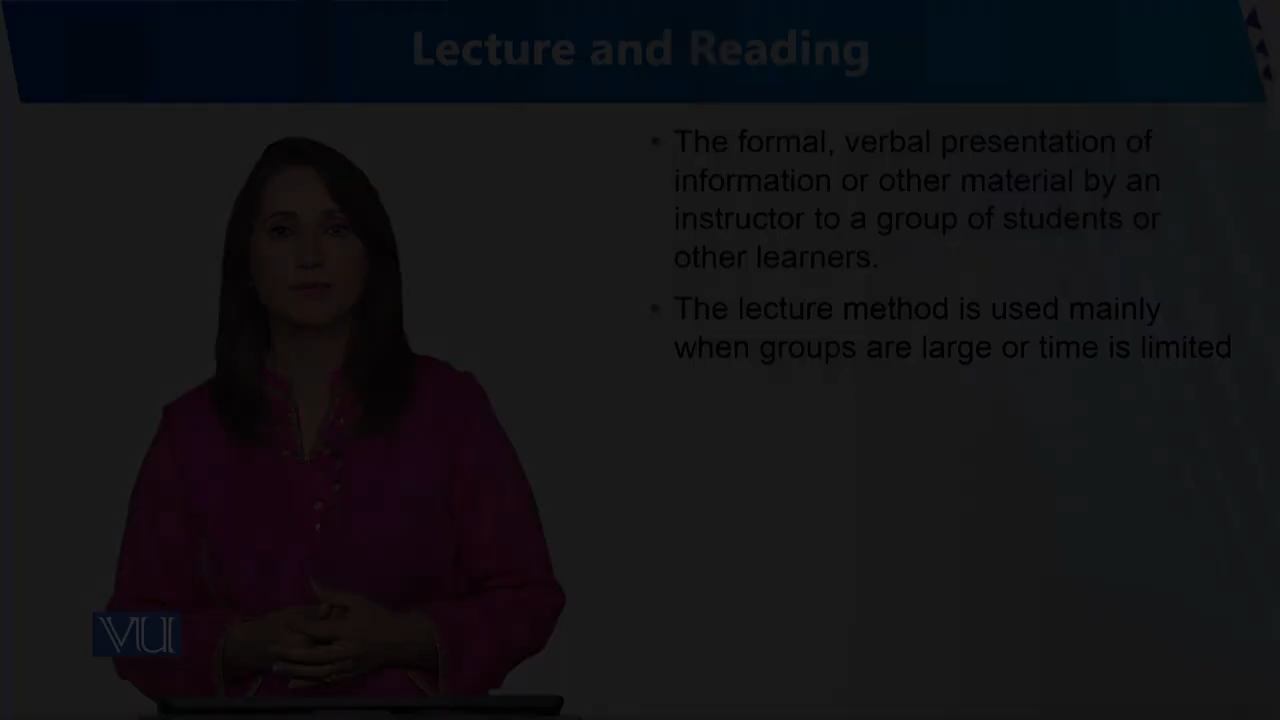 Lecture and Reading
• The formal, verbal presentation of
information or other material by an
instructor to a group of students or
other learners.
• The lecture method is used mainly
when groups are large or time is limited
VU